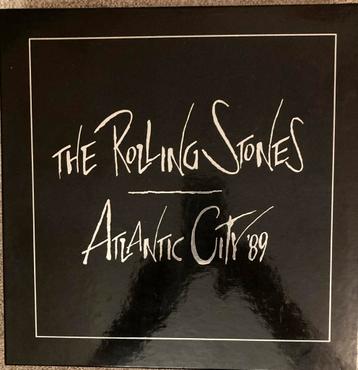 THE ROLLING STONES
ATLANTIC CITY '89